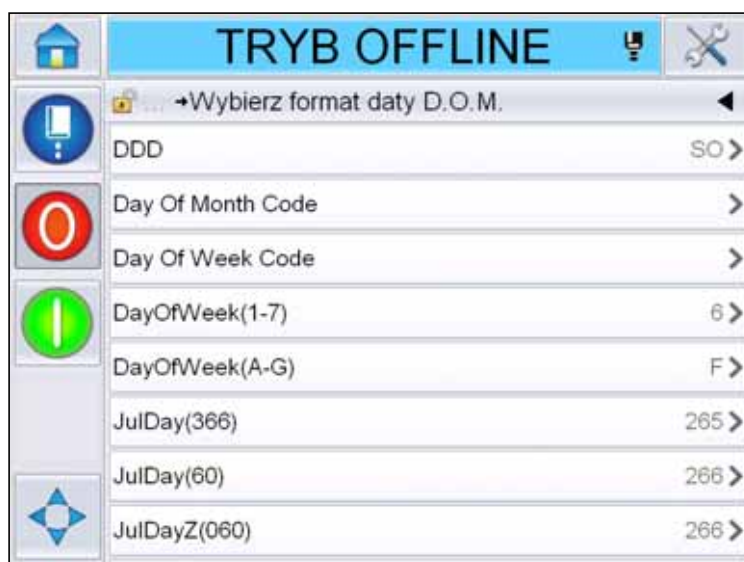 TRYB OFFLINE
... →Wybierz format daty D.O.M.
DDD SO
Day Of Month Code
Day Of Week Code
DayOfWeek(1-7) 6
DayOfWeek(A-G) F
JulDay(366) 265
JulDay(60) 266
JulDayZ(060) 266